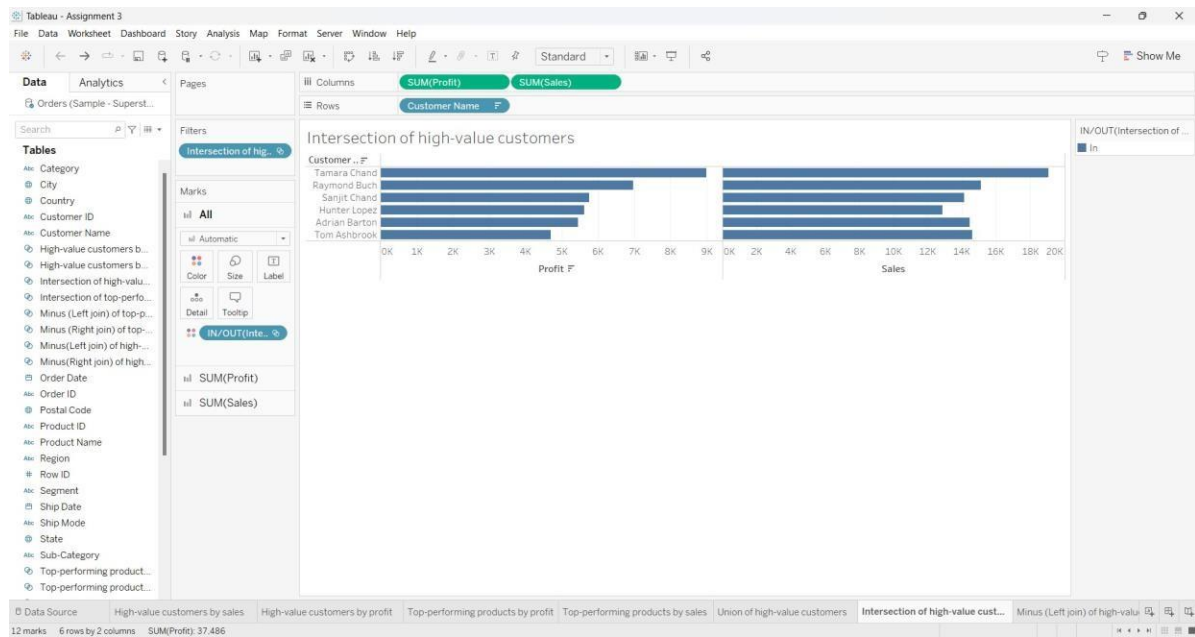 Tableau - Assignment 3
File Data Worksheet Dashboard Story Analysis Map Format Server Window Help
Standard
Show Me
Data Analytics
Orders (Sample - Superst...
Search
Tables
Abc Category
City
Country
Abc Customer ID
Abc Customer Name
High-value customers b...
High-value customers b...
Intersection of high-valu...
Intersection of top-perfo...
Minus (Left join) of top-p...
Minus (Right join) of top-...
Minus(Left join) of high-...
Minus(Right join) of high...
Order Date
Abc Order ID
Postal Code
Abc Product ID
Abc Product Name
Abc Region
# Row ID
Abc Segment
Ship Date
Abc Ship Mode
State
Abc Sub-Category
Top-performing product...
Top-performing product...
Pages
Filters
Intersection of hig..
Marks
All
Automatic
Color Size Label
Detail Tooltip
IN/OUT(Inte..
SUM(Profit)
SUM(Sales)
Columns SUM(Profit) SUM(Sales)
Rows Customer Name
Intersection of high-value customers
Customer ..
Tamara Chand
Raymond Buch
Sanjit Chand
Hunter Lopez
Adrian Barton
Tom Ashbrook
0K 1K 2K 3K 4K 5K 6K 7K 8K 9K 0K 2K 4K 6K 8K 10K 12K 14K 16K 18K 20K
Profit Sales
IN/OUT(Intersection of ...
In
Data Source High-value customers by sales High-value customers by profit Top-performing products by profit Top-performing products by sales Union of high-value customers Intersection of high-value cust... Minus (Left join) of high-valu
12 marks 6 rows by 2 columns SUM(Profit): 37,486